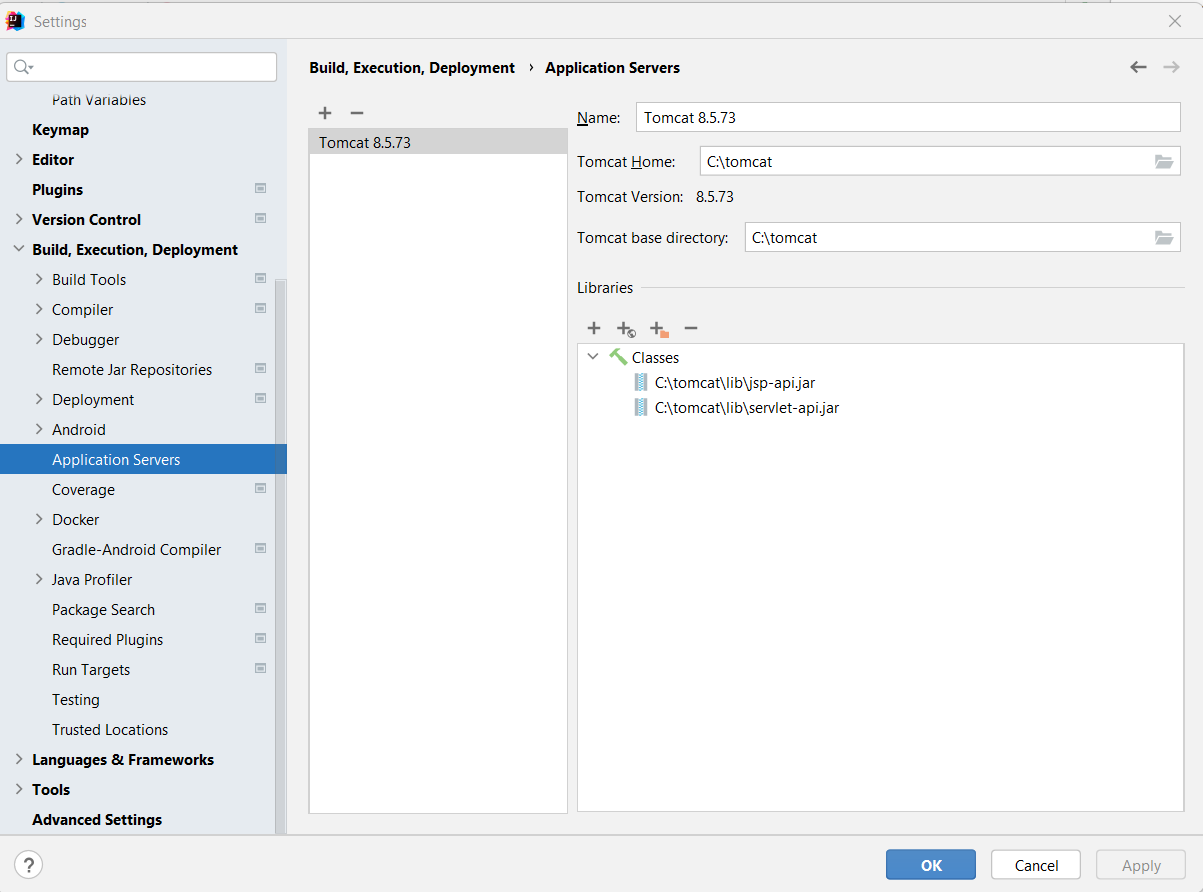 Settings
Path Variables
Keymap
Editor
Plugins
Version Control
Build, Execution, Deployment
Build Tools
Compiler
Debugger
Remote Jar Repositories
Deployment
Android
Application Servers
Coverage
Docker
Gradle-Android Compiler
Java Profiler
Package Search
Required Plugins
Run Targets
Testing
Trusted Locations
Languages & Frameworks
Tools
Advanced Settings
Build, Execution, Deployment › Application Servers
Tomcat 8.5.73
Name: Tomcat 8.5.73
Tomcat Home: C:\tomcat
Tomcat Version: 8.5.73
Tomcat base directory: C:\tomcat
Libraries
Classes
C:\tomcat\lib\jsp-api.jar
C:\tomcat\lib\servlet-api.jar
?
OK
Cancel
Apply